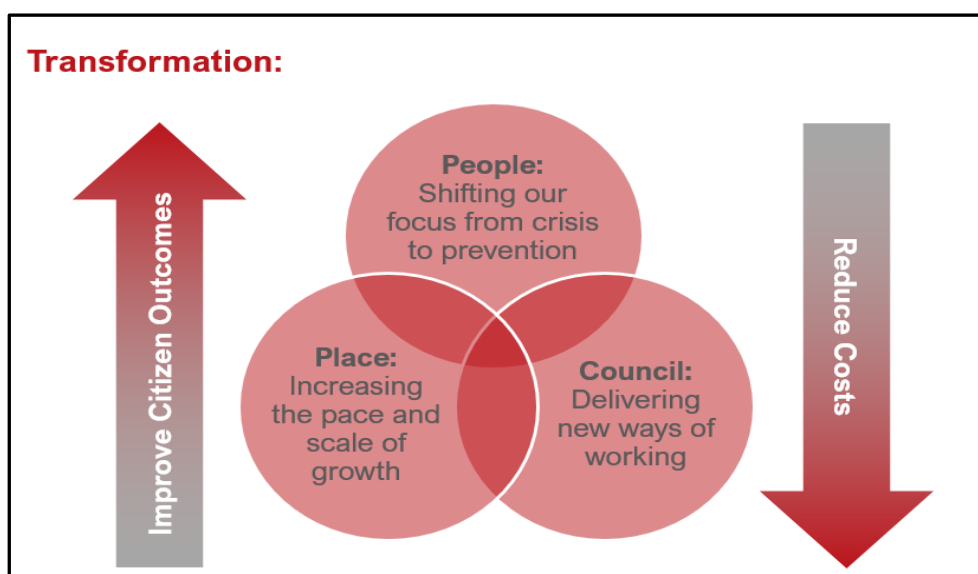 Transformation:
Improve Citizen Outcomes
People:
Shifting our
focus from crisis
to prevention
Place:
Increasing
the pace and
scale of
growth
Council:
Delivering
new ways of
working
Reduce Costs